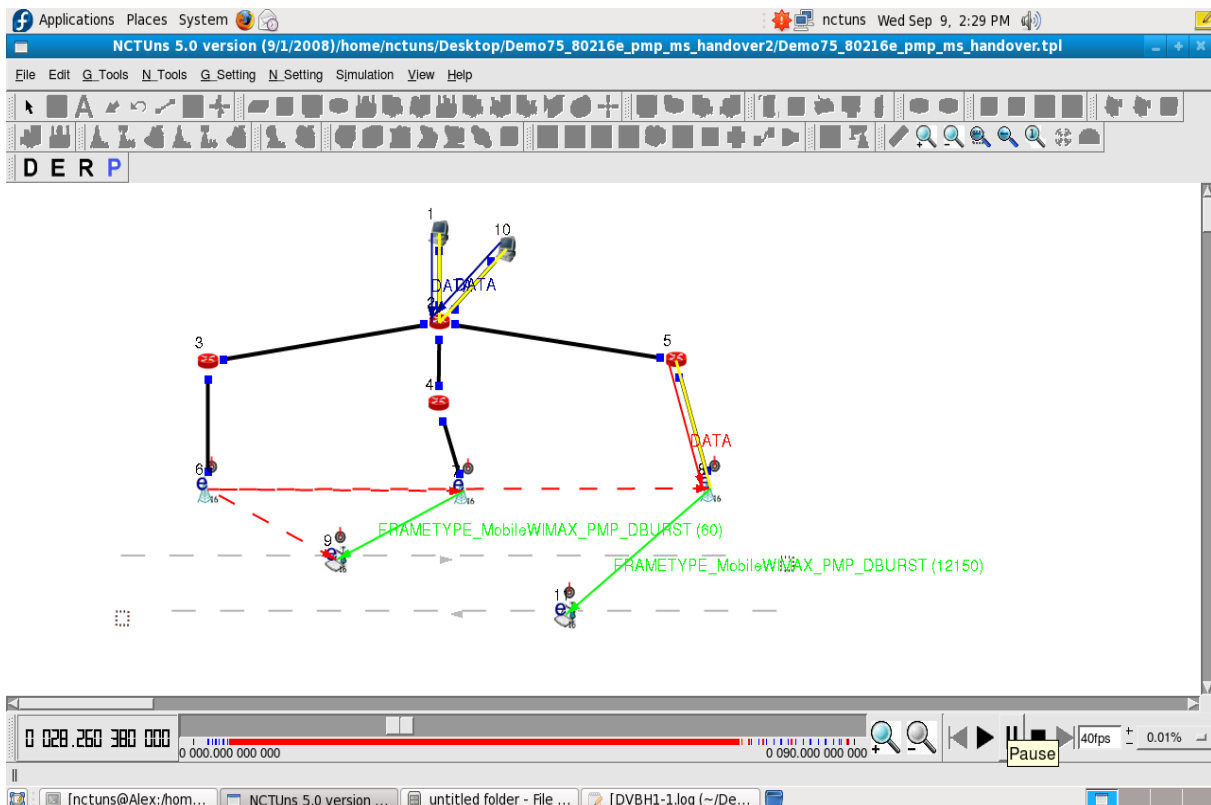 Applications Places System nctuns Wed Sep 9, 2:29 PM
NCTUns 5.0 version (9/1/2008)/home/nctuns/Desktop/Demo75_80216e_pmp_ms_handover2/Demo75_80216e_pmp_ms_handover.tpl
File Edit G_Tools N_Tools G_Setting N_Setting Simulation View Help
D E R P
1
10
DATA DATA
2
3
5
4
DATA
6 7 8
FRAMETYPE_MobileWIMAX_PMP_DBURST (60)
9
FRAMETYPE_MobileWIMAX_PMP_DBURST (12150)
11
0 028.260 380 000
0 000.000 000 000 0 090.000 000 000
40fps + - 0.01%
Pause
[nctuns@Alex:/hom... NCTUns 5.0 version ... untitled folder - File ... [DVBH1-1.log (~/De...